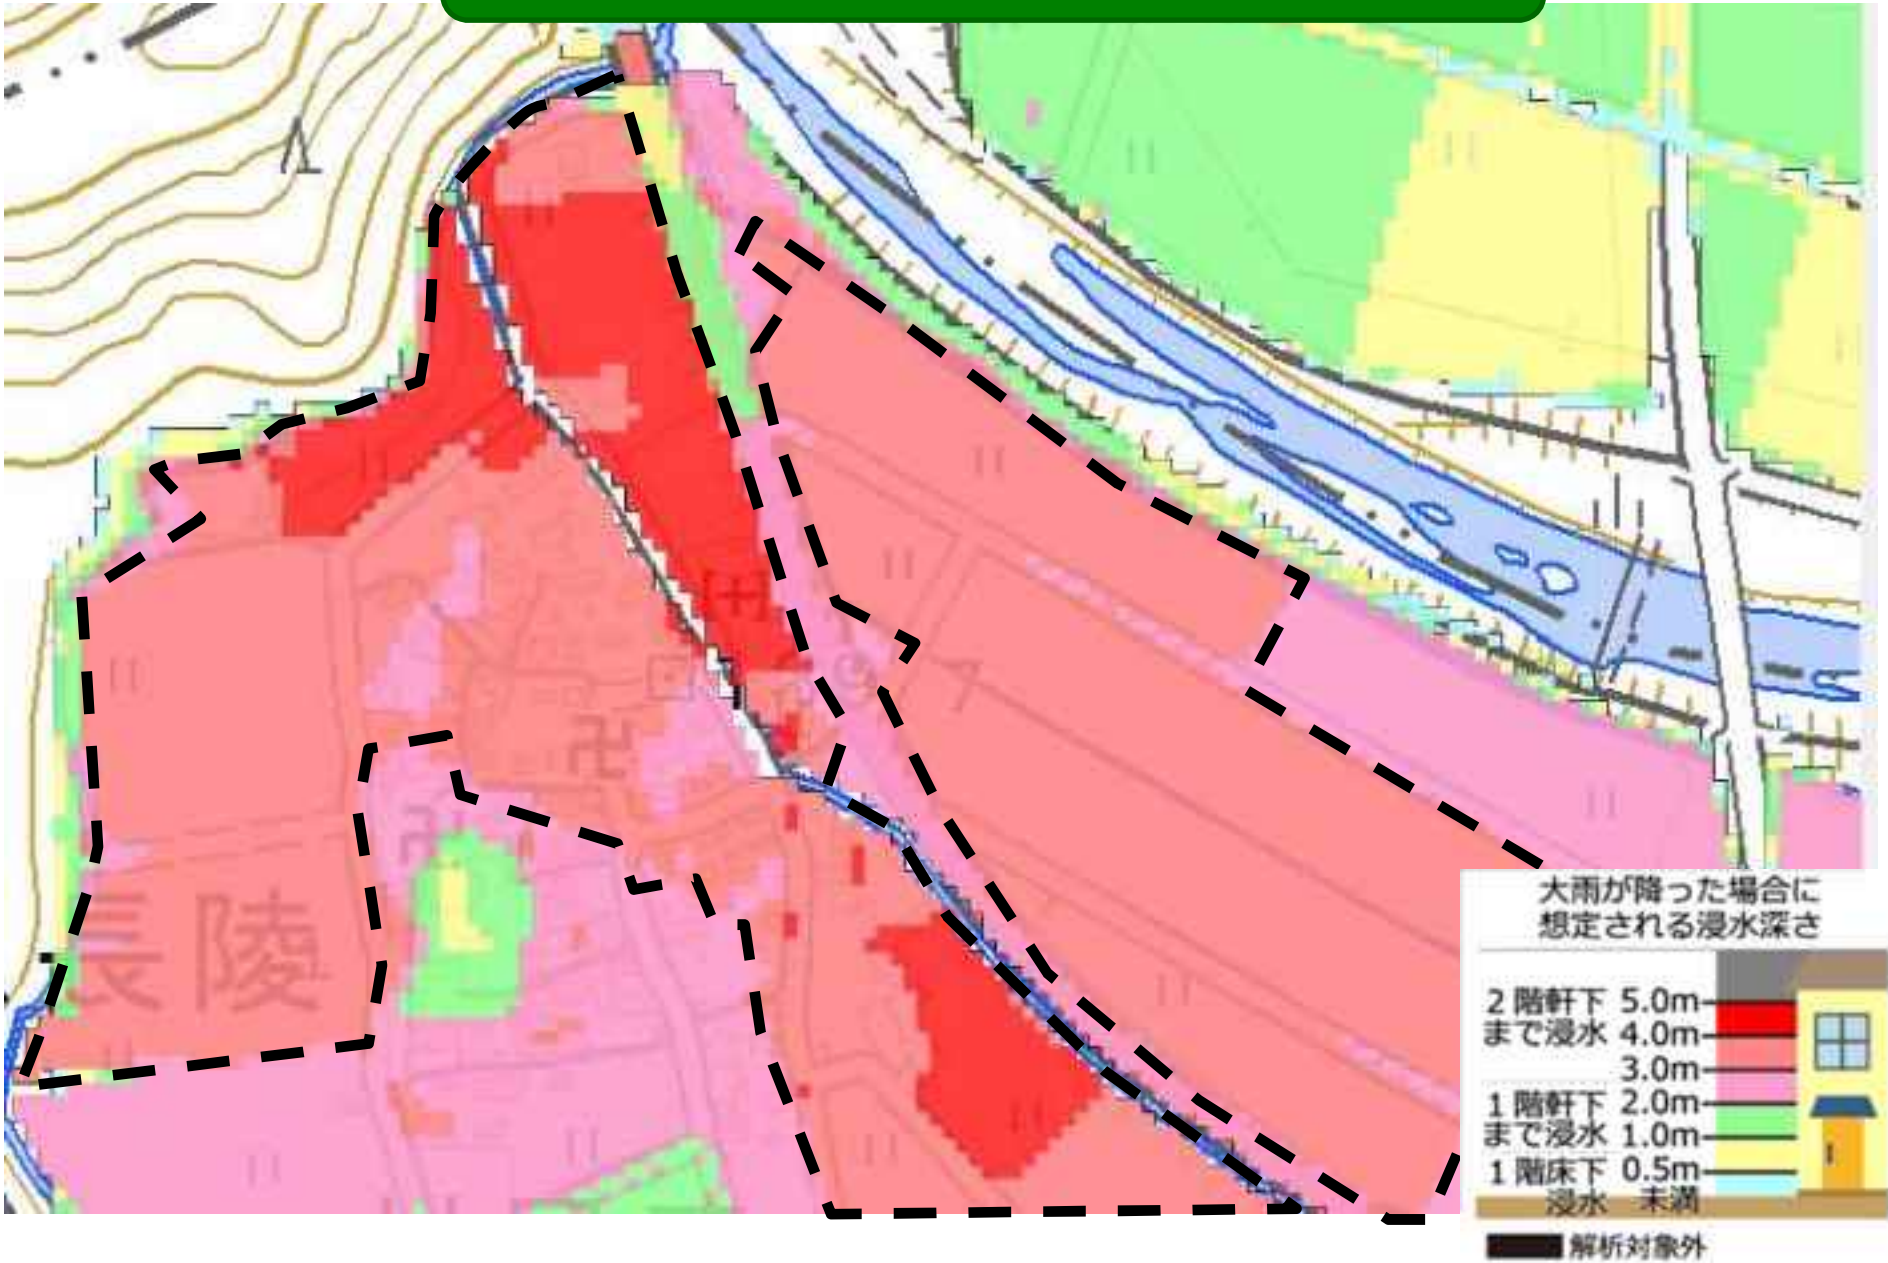 長陵
大雨が降った場合に
想定される浸水深さ
2階軒下 5.0m
まで浸水 4.0m
3.0m
1階軒下 2.0m
まで浸水 1.0m
1階床下 0.5m
浸水 未満
解析対象外